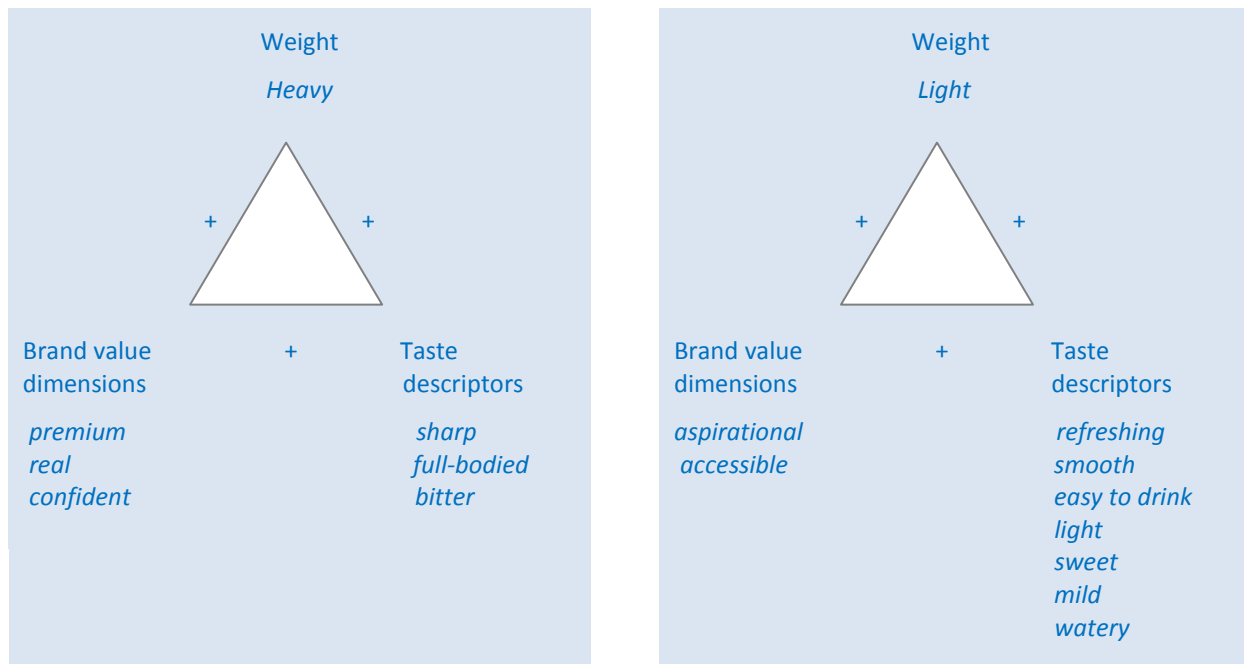 Weight
Heavy
+ +
Brand value + Taste
dimensions descriptors
premium sharp
real full-bodied
confident bitter
Weight
Light
+ +
Brand value + Taste
dimensions descriptors
aspirational refreshing
accessible smooth
easy to drink
light
sweet
mild
watery